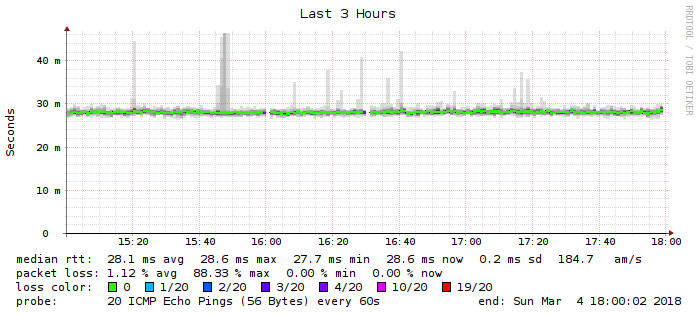 Last 3 Hours
RRDTOOL / TOBI OETIKER
Seconds
40 m
30 m
20 m
10 m
0
15:20 15:40 16:00 16:20 16:40 17:00 17:20 17:40 18:00
median rtt: 28.1 ms avg 28.6 ms max 27.7 ms min 28.6 ms now 0.2 ms sd 184.7 am/s
packet loss: 1.12 % avg 88.33 % max 0.00 % min 0.00 % now
loss color: 0 1/20 2/20 3/20 4/20 10/20 19/20
probe: 20 ICMP Echo Pings (56 Bytes) every 60s end: Sun Mar 4 18:00:02 2018